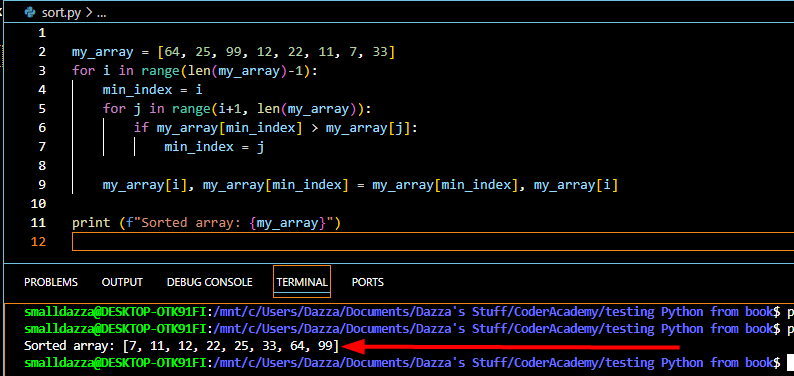 sort.py > ...
1
2 my_array = [64, 25, 99, 12, 22, 11, 7, 33]
3 for i in range(len(my_array)-1):
4     min_index = i
5     for j in range(i+1, len(my_array)):
6         if my_array[min_index] > my_array[j]:
7             min_index = j
8
9     my_array[i], my_array[min_index] = my_array[min_index], my_array[i]
10
11 print (f"Sorted array: {my_array}")
12
PROBLEMS OUTPUT DEBUG CONSOLE TERMINAL PORTS
smalldazza@DESKTOP-OTK91FI:/mnt/c/Users/Dazza/Documents/Dazza's Stuff/CoderAcademy/testing Python from book$ p
smalldazza@DESKTOP-OTK91FI:/mnt/c/Users/Dazza/Documents/Dazza's Stuff/CoderAcademy/testing Python from book$ p
Sorted array: [7, 11, 12, 22, 25, 33, 64, 99]
smalldazza@DESKTOP-OTK91FI:/mnt/c/Users/Dazza/Documents/Dazza's Stuff/CoderAcademy/testing Python from book$